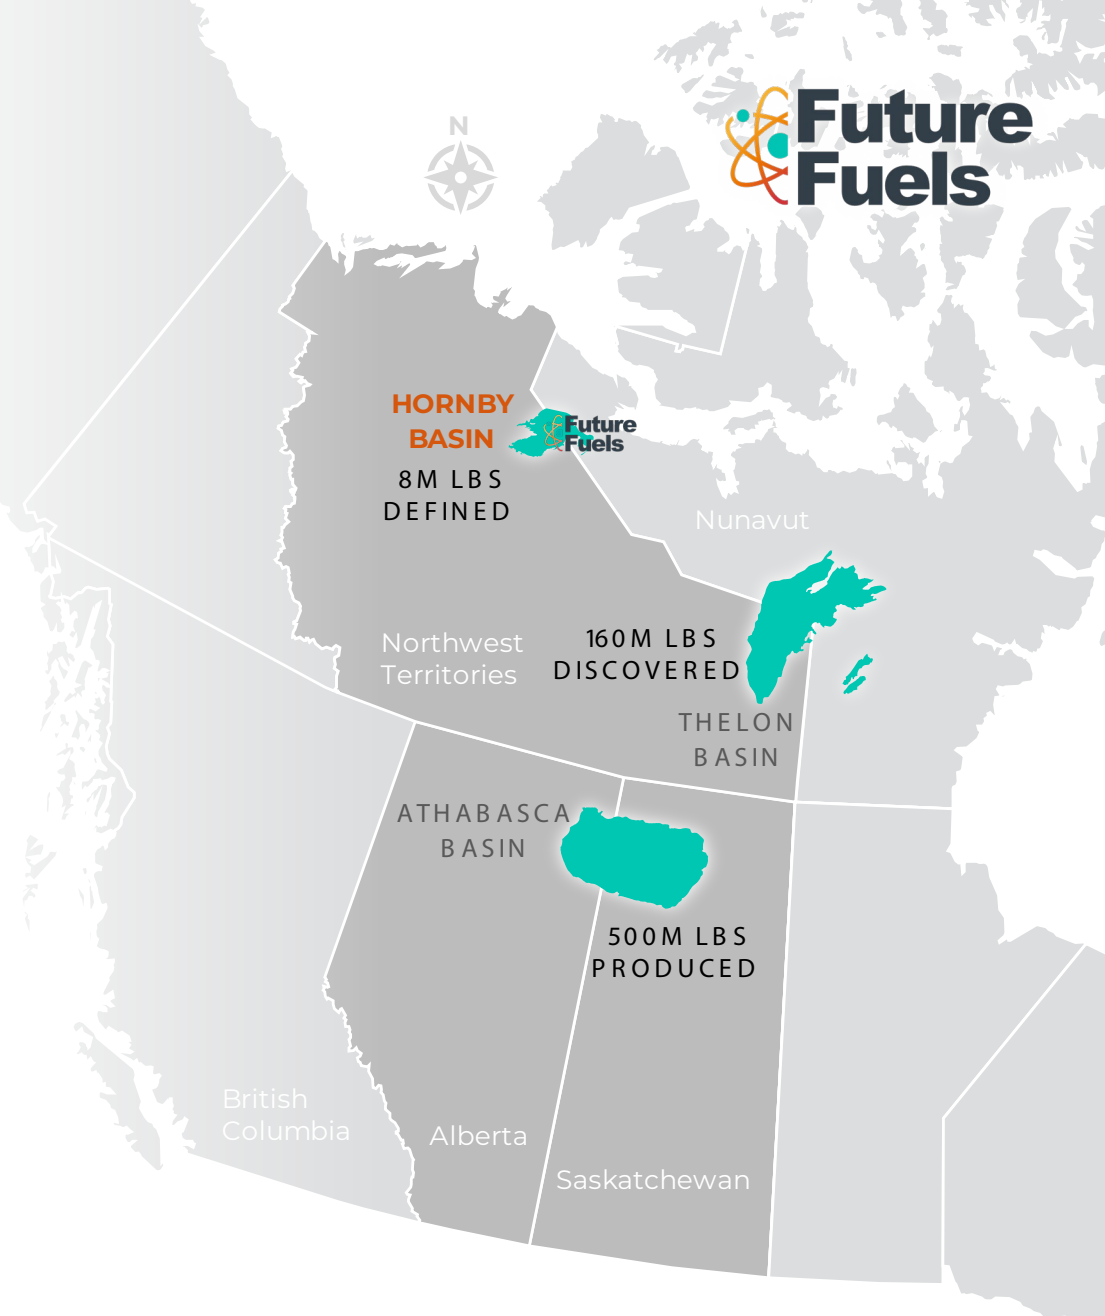 N
Future
Fuels
HORNBY
BASIN
8M LBS
DEFINED
Future
Fuels
Nunavut
Northwest
Territories
160M LBS
DISCOVERED
THELON
BASIN
ATHABASCA
BASIN
500M LBS
PRODUCED
British
Columbia
Alberta
Saskatchewan